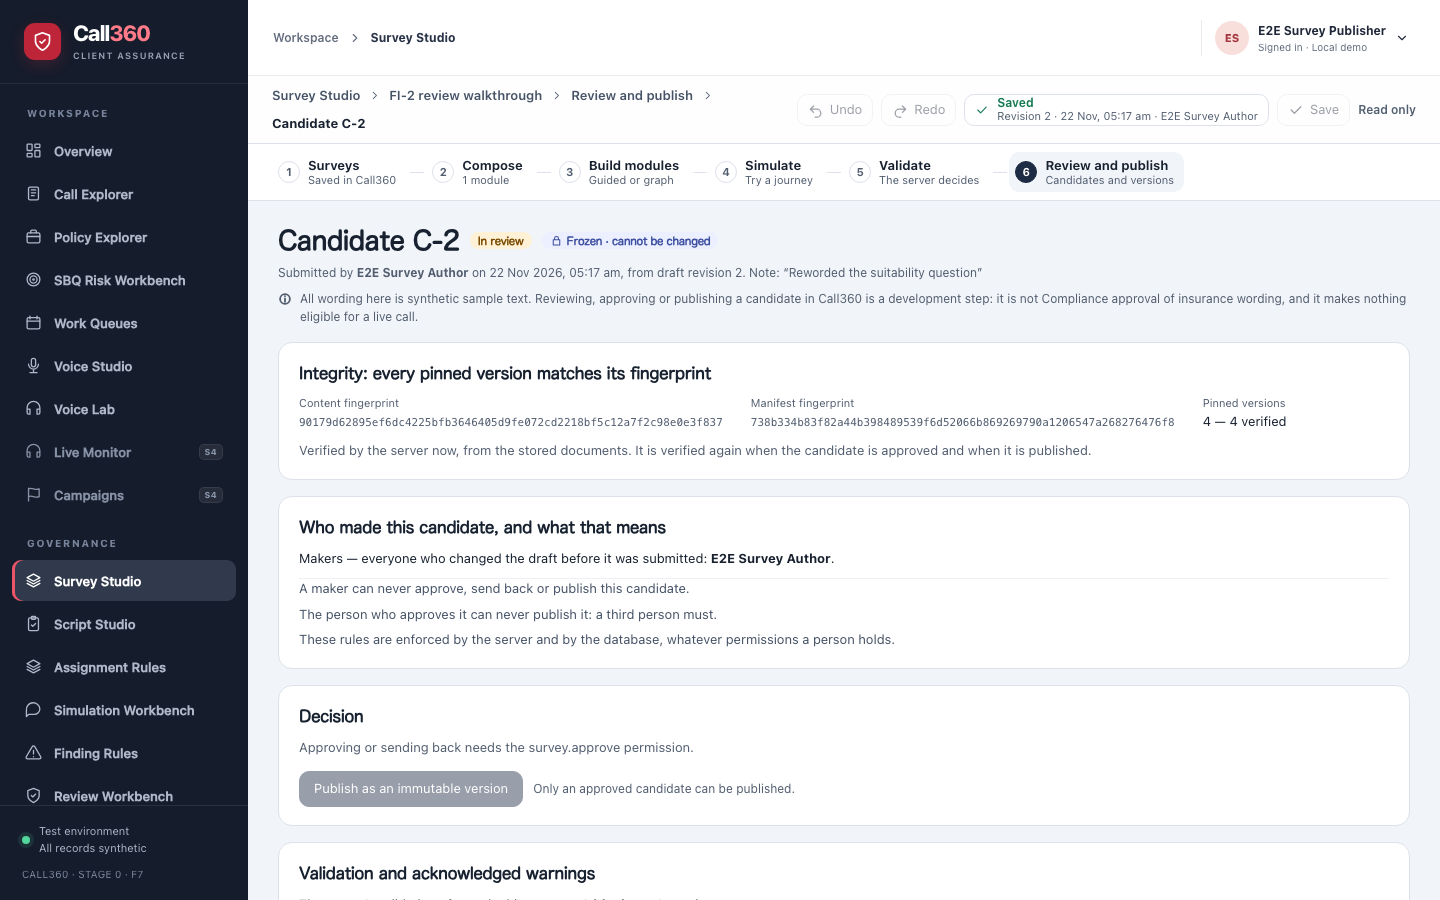 Call360
CLIENT ASSURANCE
WORKSPACE
Overview
Call Explorer
Policy Explorer
SBQ Risk Workbench
Work Queues
Voice Studio
Voice Lab
Live Monitor S4
Campaigns S4
GOVERNANCE
Survey Studio
Script Studio
Assignment Rules
Simulation Workbench
Finding Rules
Review Workbench
Test environment
All records synthetic
CALL360 · STAGE 0 · F7
Workspace > Survey Studio
ES
E2E Survey Publisher
Signed in · Local demo
Survey Studio > FI-2 review walkthrough > Review and publish >
Candidate C-2
Undo
Redo
Saved
Revision 2 · 22 Nov, 05:17 am · E2E Survey Author
Save
Read only
1 Surveys
Saved in Call360
2 Compose
1 module
3 Build modules
Guided or graph
4 Simulate
Try a journey
5 Validate
The server decides
6 Review and publish
Candidates and versions
Candidate C-2 In review Frozen · cannot be changed
Submitted by E2E Survey Author on 22 Nov 2026, 05:17 am, from draft revision 2. Note: “Reworded the suitability question”
All wording here is synthetic sample text. Reviewing, approving or publishing a candidate in Call360 is a development step: it is not Compliance approval of insurance wording, and it makes nothing
eligible for a live call.
Integrity: every pinned version matches its fingerprint
Content fingerprint
90179d62895ef6dc4225bfb3646405d9fe072cd2218bf5c12a7f2c98e0e3f837
Manifest fingerprint
738b334b83f82a44b398489539f6d52066b869269790a1206547a268276476f8
Pinned versions
4 — 4 verified
Verified by the server now, from the stored documents. It is verified again when the candidate is approved and when it is published.
Who made this candidate, and what that means
Makers — everyone who changed the draft before it was submitted: E2E Survey Author.
A maker can never approve, send back or publish this candidate.
The person who approves it can never publish it: a third person must.
These rules are enforced by the server and by the database, whatever permissions a person holds.
Decision
Approving or sending back needs the survey.approve permission.
Publish as an immutable version Only an approved candidate can be published.
Validation and acknowledged warnings